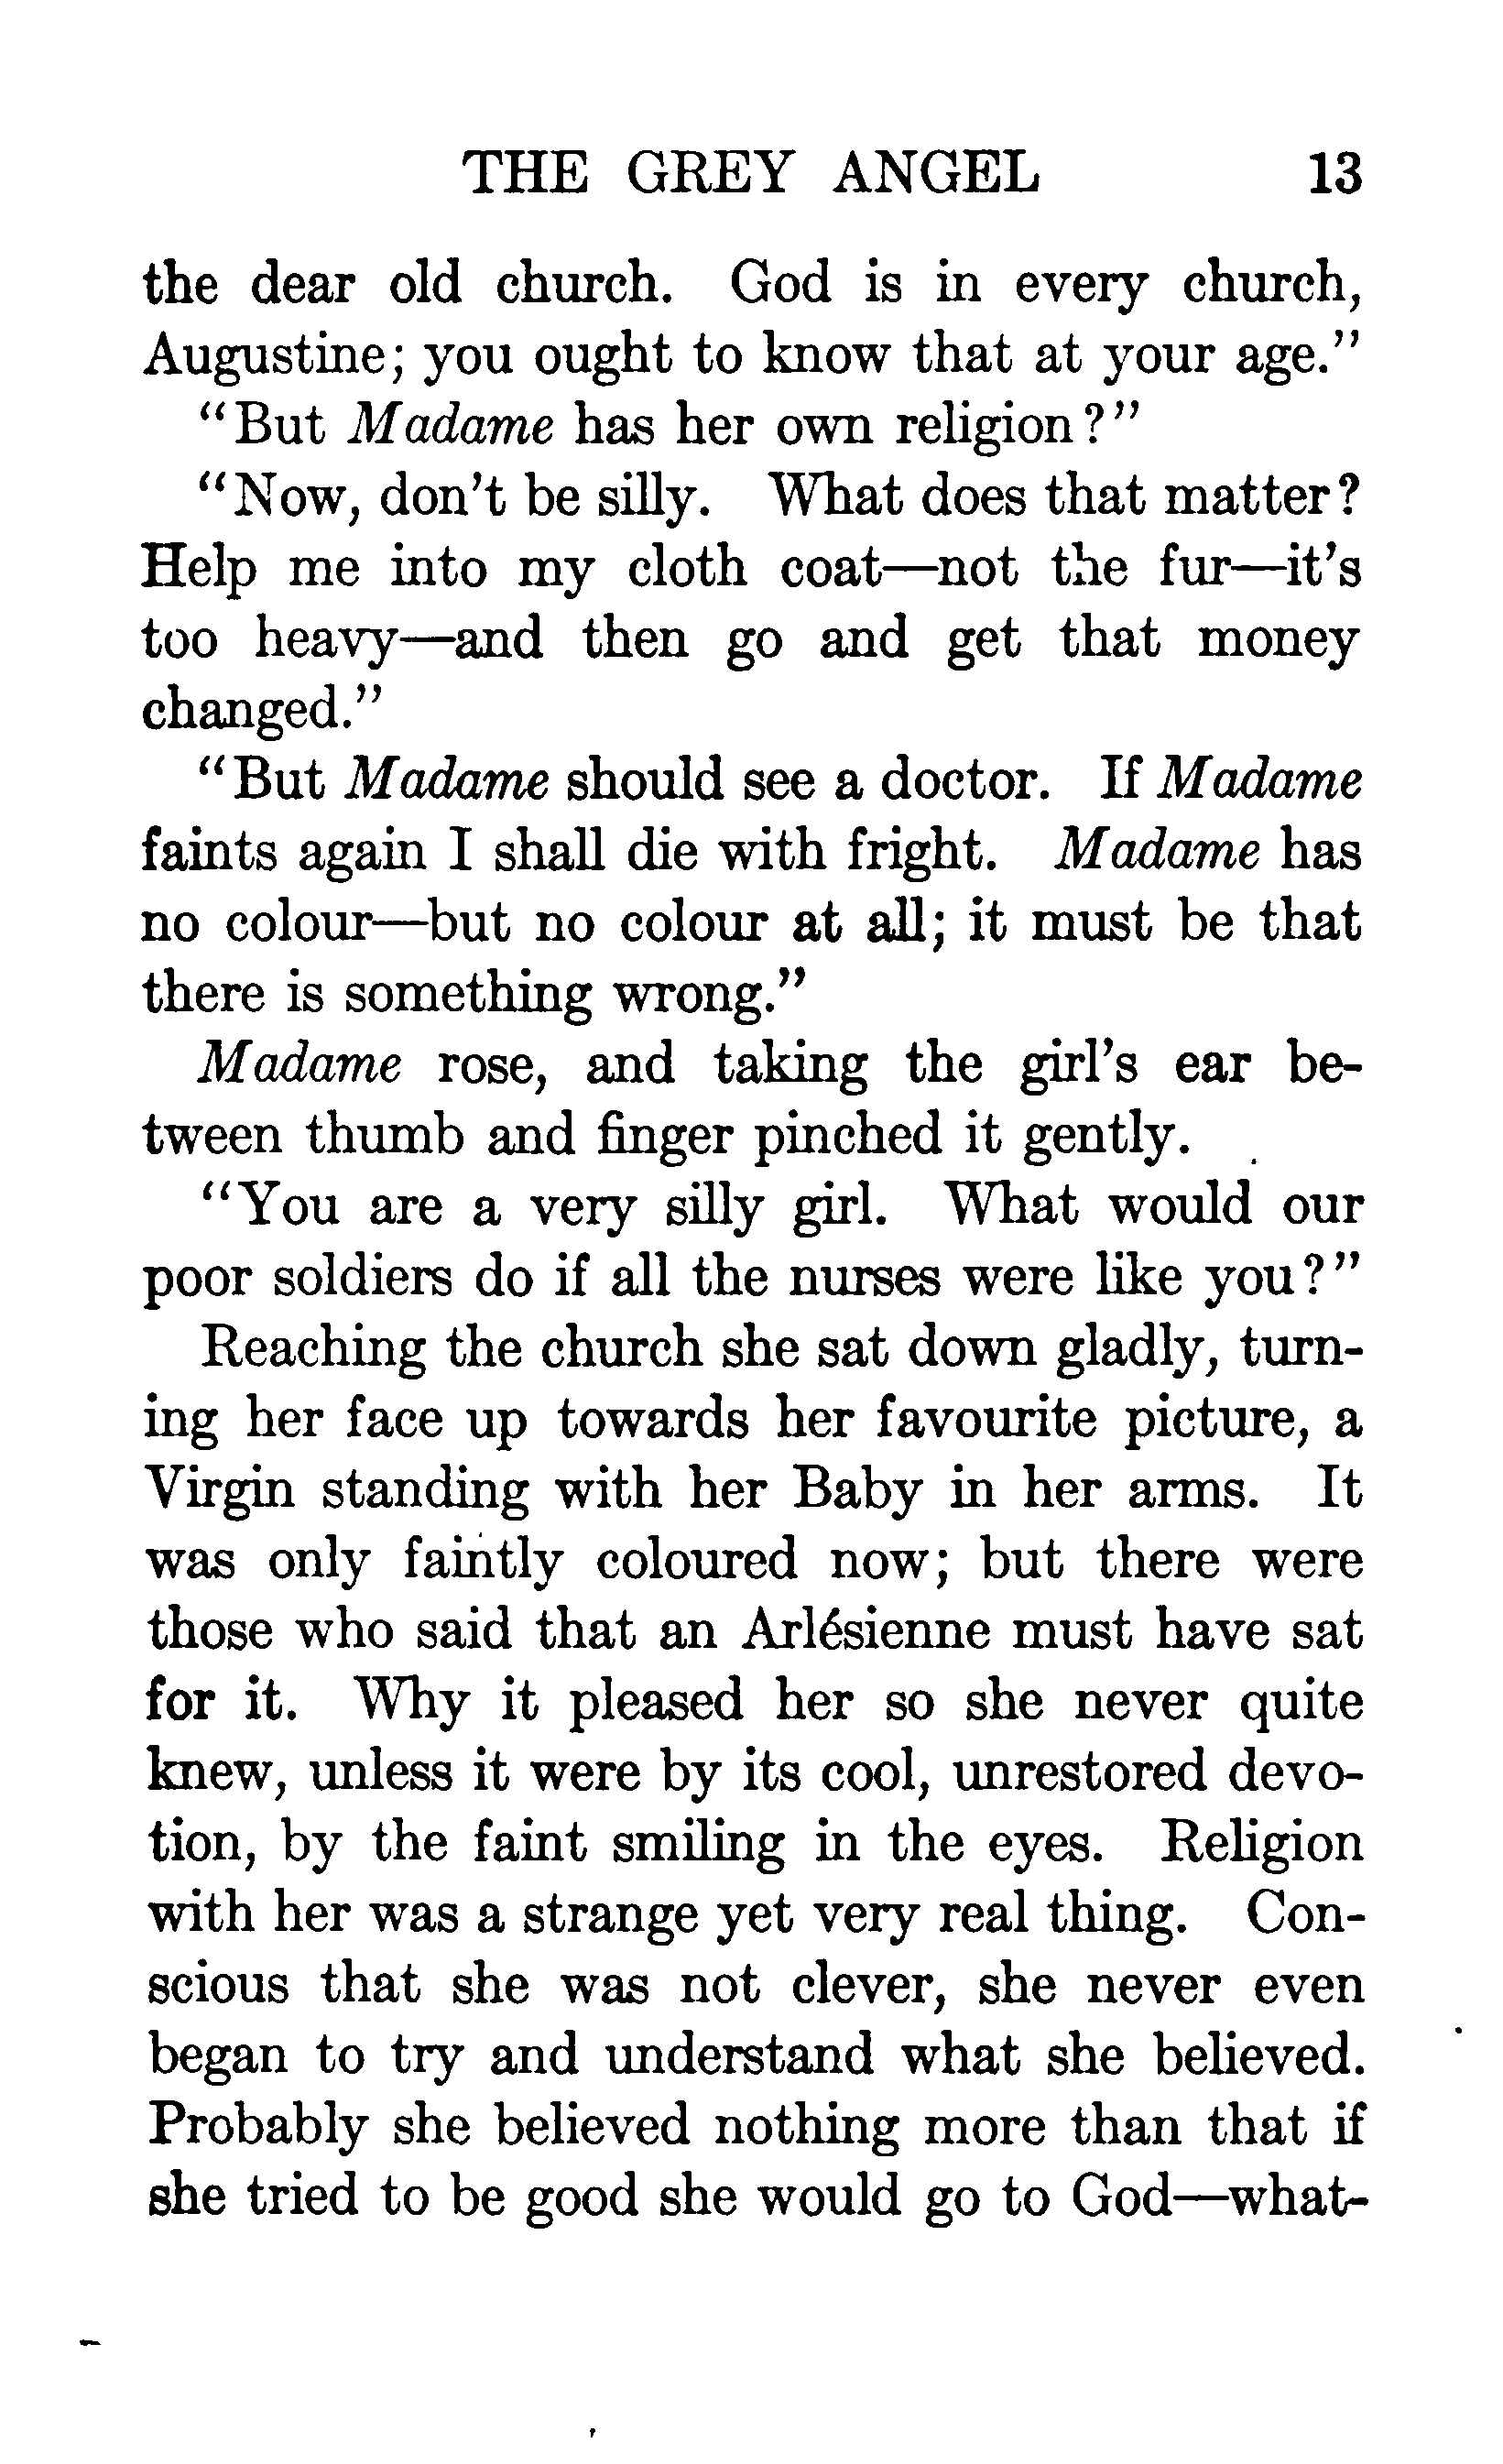 THE GREY ANGEL 13
the dear old church. God is in every church,
Augustine; you ought to know that at your age.”
“But Madame has her own religion?”
“Now, don’t be silly. What does that matter?
Help me into my cloth coat—not the fur—it’s
too heavy—and then go and get that money
changed.”
“But Madame should see a doctor. If Madame
faints again I shall die with fright. Madame has
no colour—but no colour at all; it must be that
there is something wrong.”
Madame rose, and taking the girl’s ear be-
tween thumb and finger pinched it gently.
“You are a very silly girl. What would our
poor soldiers do if all the nurses were like you?”
Reaching the church she sat down gladly, turn-
ing her face up towards her favourite picture, a
Virgin standing with her Baby in her arms. It
was only faintly coloured now; but there were
those who said that an Arlésienne must have sat
for it. Why it pleased her so she never quite
knew, unless it were by its cool, unrestored devo-
tion, by the faint smiling in the eyes. Religion
with her was a strange yet very real thing. Con-
scious that she was not clever, she never even
began to try and understand what she believed.
Probably she believed nothing more than that if
she tried to be good she would go to God—what-